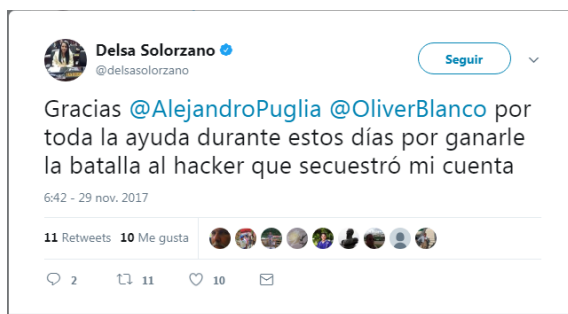 Delsa Solorzano
@delsasolorzano
Seguir
Gracias @AlejandroPuglia @OliverBlanco por
toda la ayuda durante estos días por ganarle
la batalla al hacker que secuestró mi cuenta
6:42 - 29 nov. 2017
11 Retweets 10 Me gusta
2 11 10